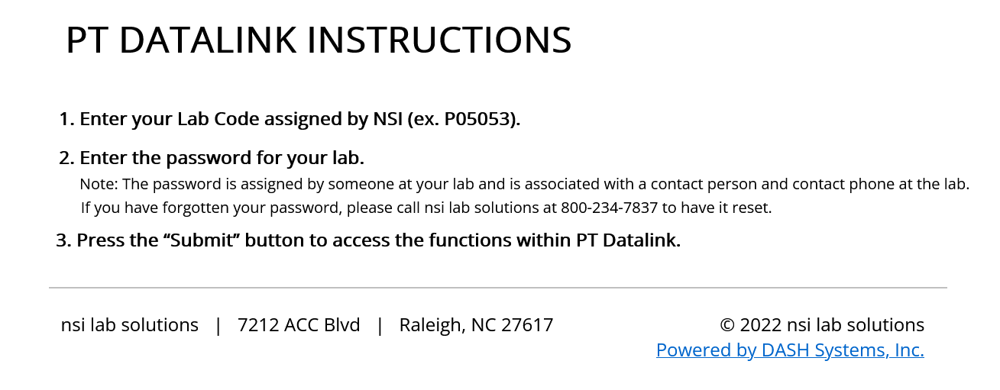 PT DATALINK INSTRUCTIONS
1. Enter your Lab Code assigned by NSI (ex. P05053).
2. Enter the password for your lab.
Note: The password is assigned by someone at your lab and is associated with a contact person and contact phone at the lab.
If you have forgotten your password, please call nsi lab solutions at 800-234-7837 to have it reset.
3. Press the “Submit” button to access the functions within PT Datalink.
nsi lab solutions | 7212 ACC Blvd | Raleigh, NC 27617
© 2022 nsi lab solutions
Powered by DASH Systems, Inc.